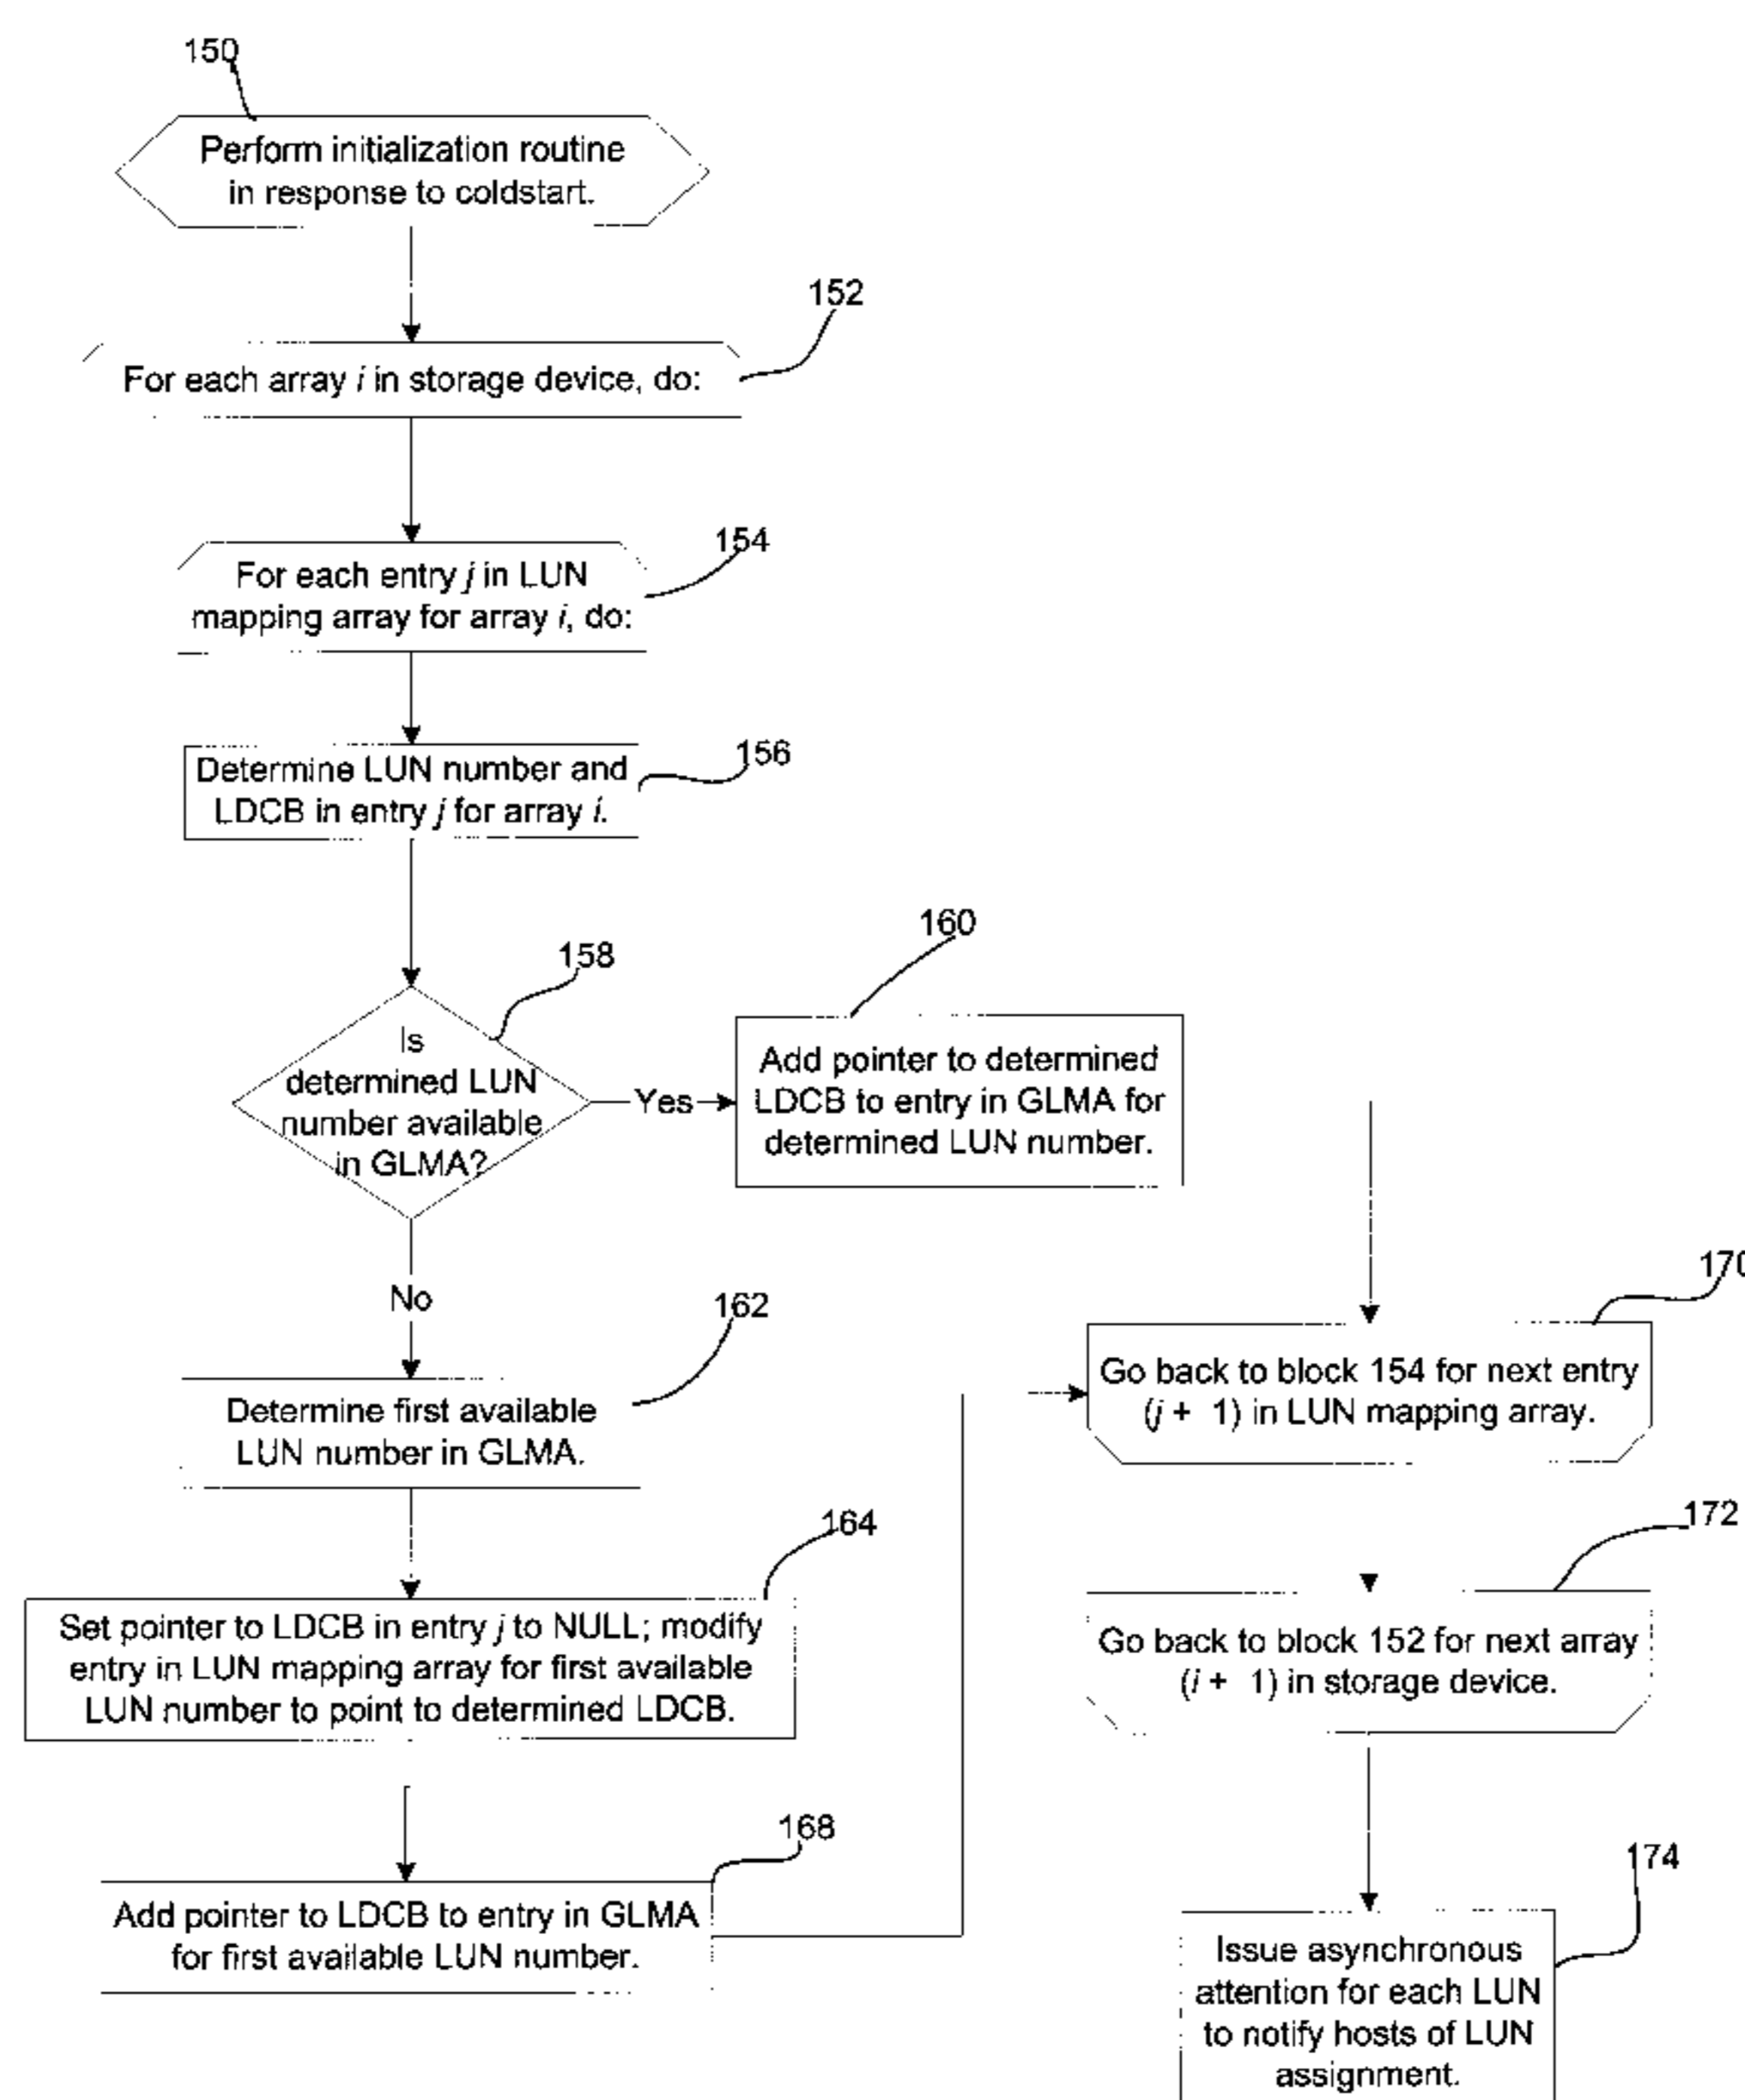 150
Perform initialization routine
in response to coldstart.
152
For each array i in storage device, do:
154
For each entry j in LUN
mapping array for array i, do:
156
Determine LUN number and
LDCB in entry j for array i.
158
Is
determined LUN
number available
in GLMA?
Yes
160
Add pointer to determined
LDCB to entry in GLMA for
determined LUN number.
No
162
Determine first available
LUN number in GLMA.
164
Set pointer to LDCB in entry j to NULL; modify
entry in LUN mapping array for first available
LUN number to point to determined LDCB.
168
Add pointer to LDCB to entry in GLMA
for first available LUN number.
170
Go back to block 154 for next entry
(j + 1) in LUN mapping array.
172
Go back to block 152 for next array
(i + 1) in storage device.
174
Issue asynchronous
attention for each LUN
to notify hosts of LUN
assignment.